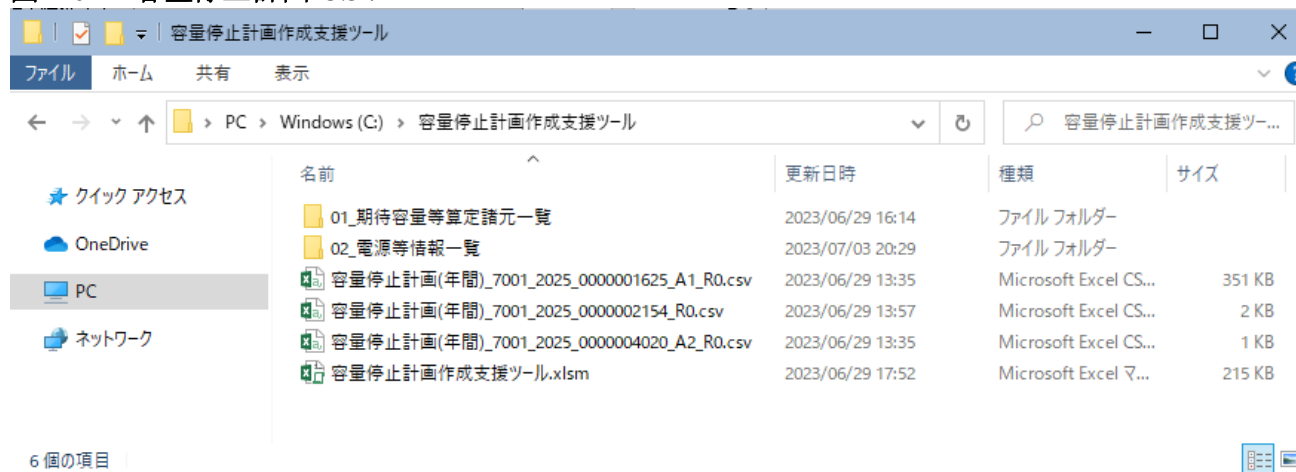 容量停止計画作成支援ツール
ファイル ホーム 共有 表示
PC > Windows (C:) > 容量停止計画作成支援ツール 容量停止計画作成支援ツー...
名前 更新日時 種類 サイズ
クイック アクセス
OneDrive
PC
ネットワーク
01_期待容量等算定諸元一覧 2023/06/29 16:14 ファイル フォルダー
02_電源等情報一覧 2023/07/03 20:29 ファイル フォルダー
容量停止計画(年間)_7001_2025_0000001625_A1_R0.csv 2023/06/29 13:35 Microsoft Excel CS... 351 KB
容量停止計画(年間)_7001_2025_0000002154_R0.csv 2023/06/29 13:57 Microsoft Excel CS... 2 KB
容量停止計画(年間)_7001_2025_0000004020_A2_R0.csv 2023/06/29 13:35 Microsoft Excel CS... 1 KB
容量停止計画作成支援ツール.xlsm 2023/06/29 17:52 Microsoft Excel マ... 215 KB
6 個の項目